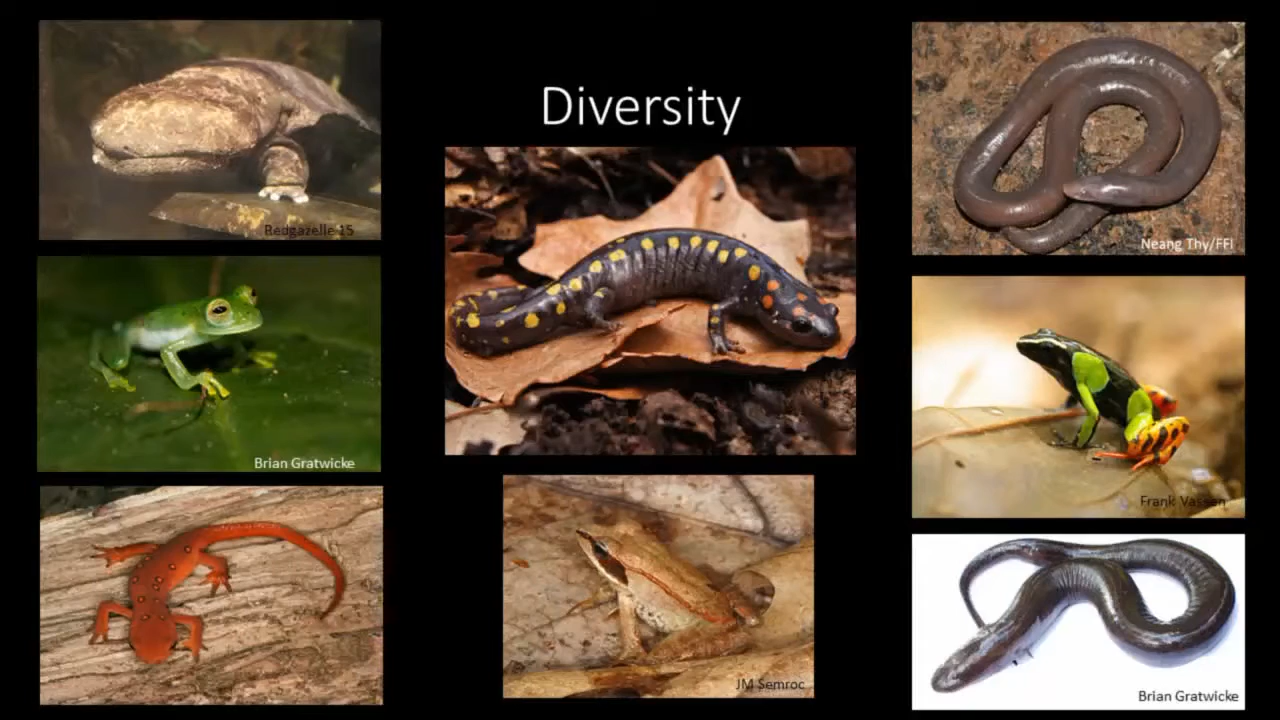 Diversity
Redgazelle 15
Neang Thy/FFI
Brian Gratwicke
Frank Vassen
JM Semroc
Brian Gratwicke